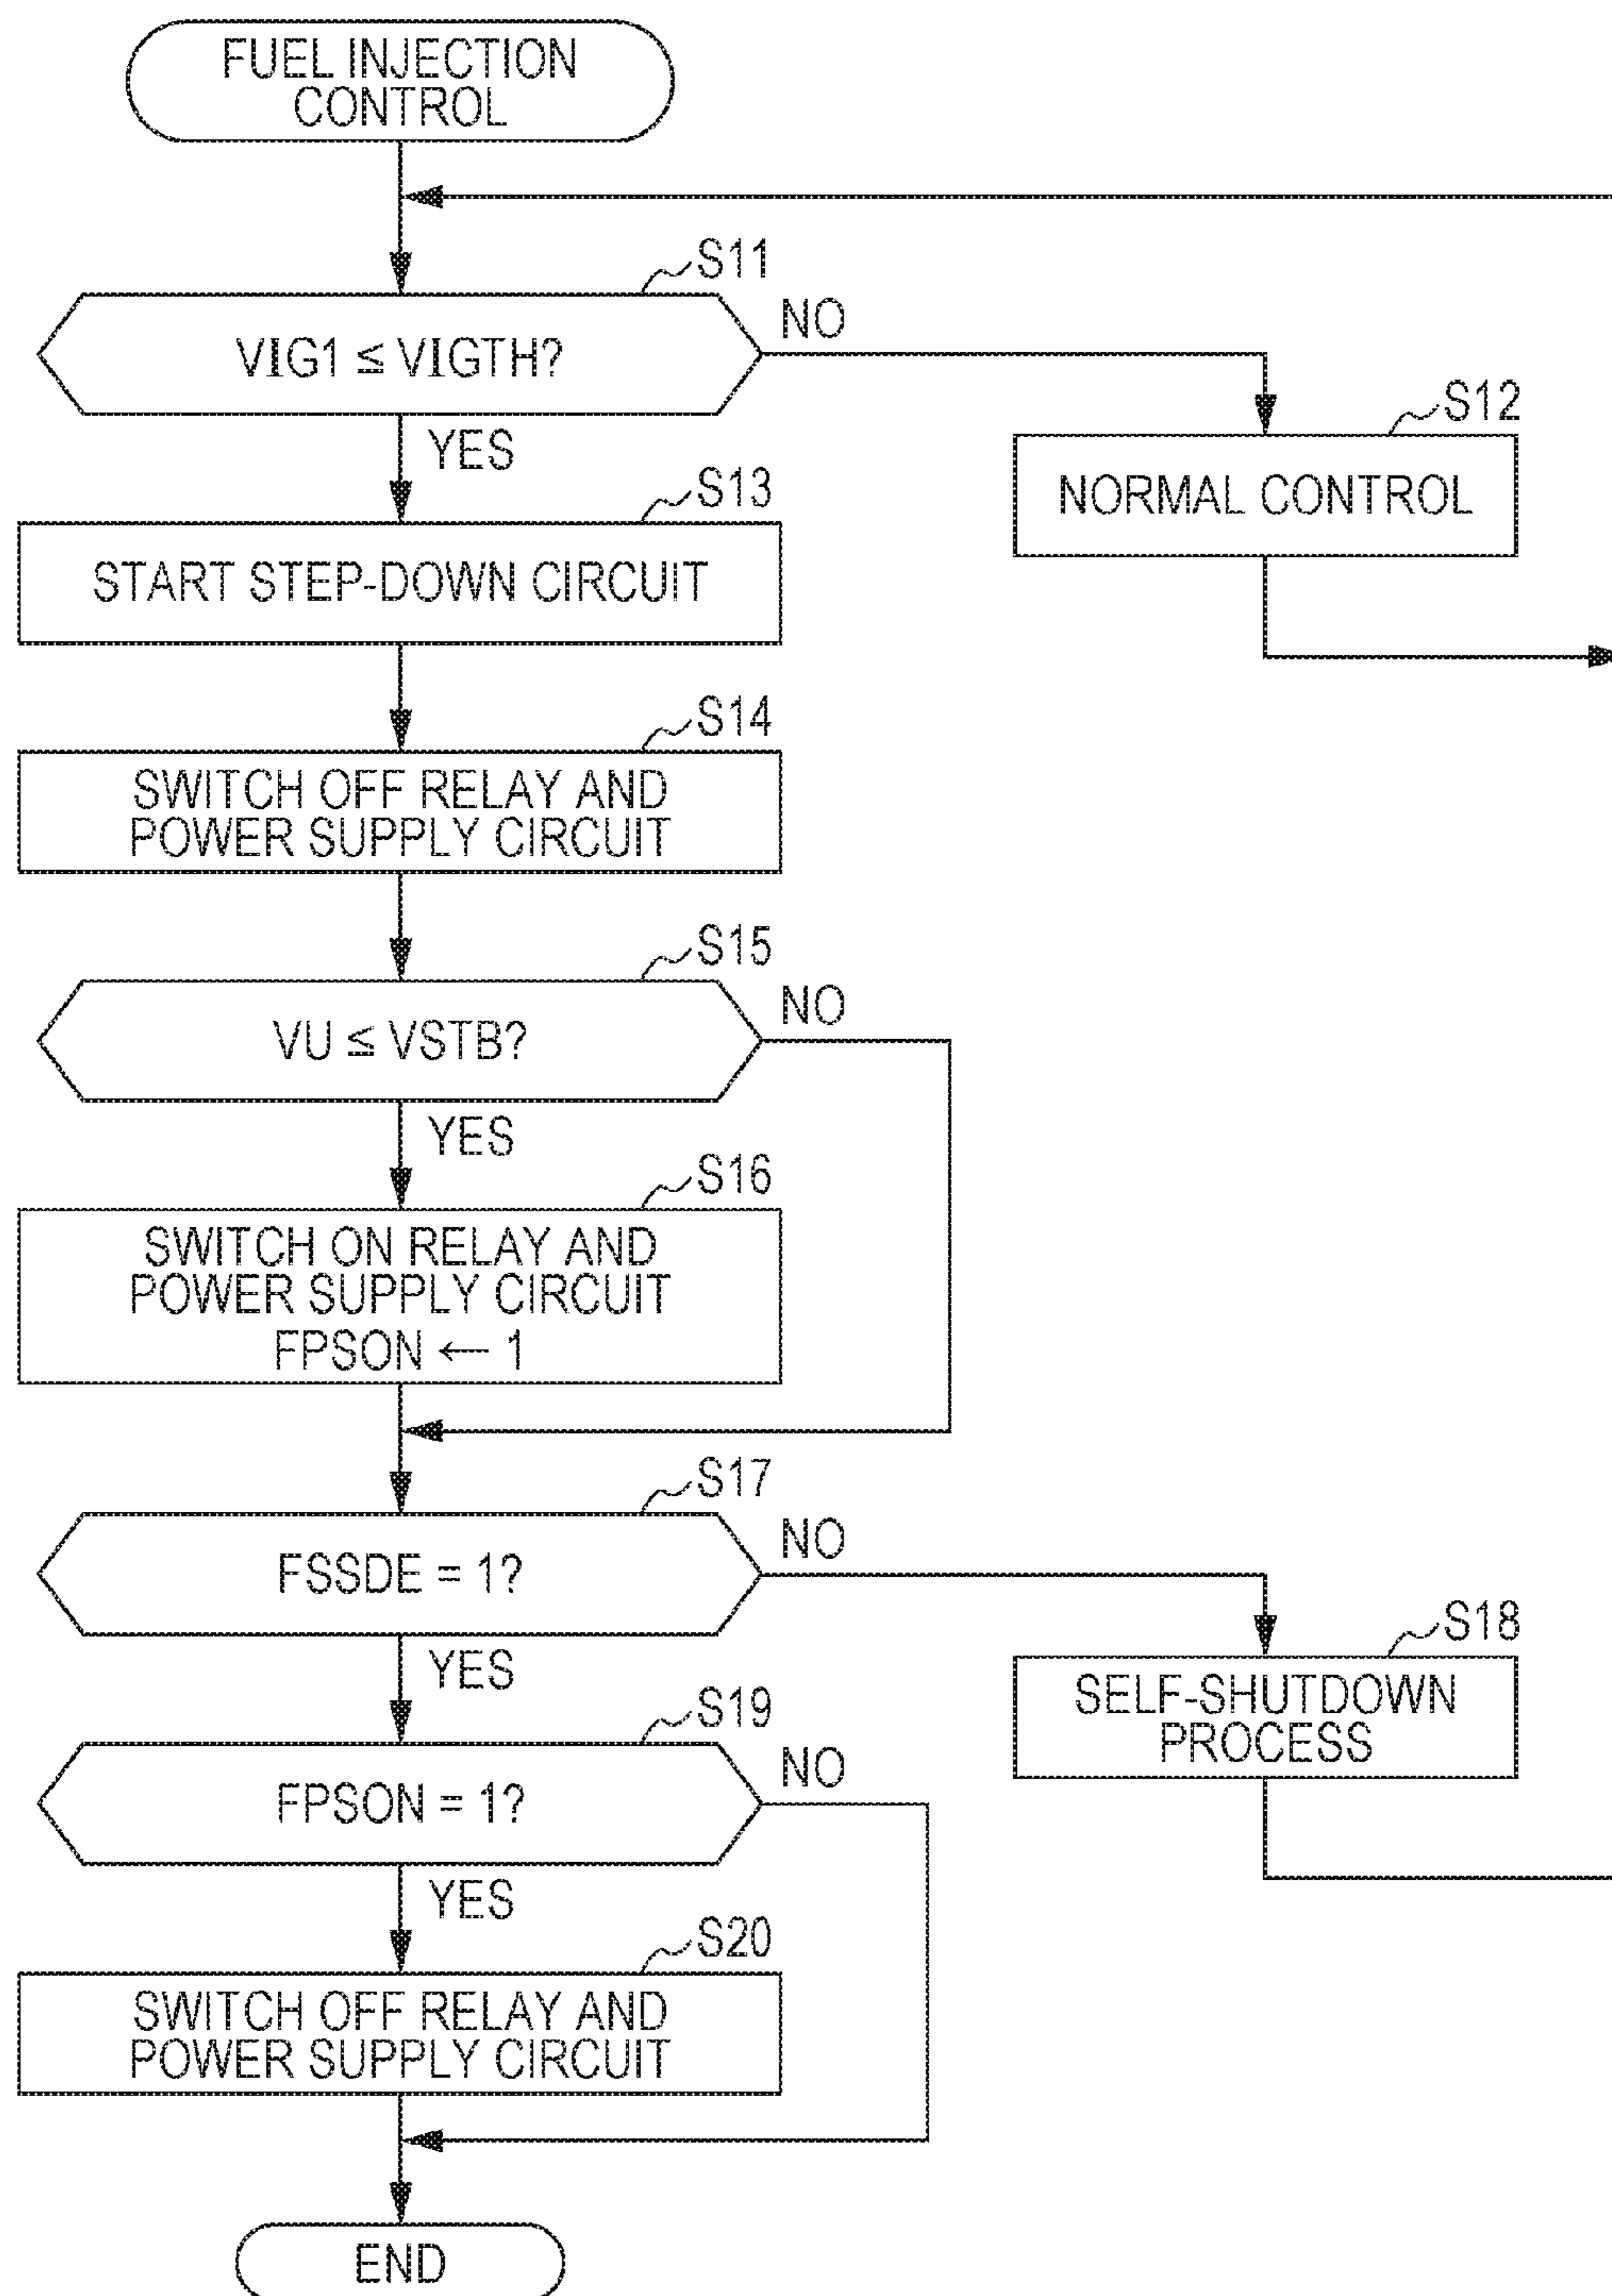 FUEL INJECTION
CONTROL
S11
VIG1 ≤ VIGTH?
NO
S12
NORMAL CONTROL
YES
S13
START STEP-DOWN CIRCUIT
S14
SWITCH OFF RELAY AND
POWER SUPPLY CIRCUIT
S15
VU ≤ VSTB?
NO
YES
S16
SWITCH ON RELAY AND
POWER SUPPLY CIRCUIT
FPSON ← 1
S17
FSSDE = 1?
NO
S18
SELF-SHUTDOWN
PROCESS
YES
S19
FPSON = 1?
NO
YES
S20
SWITCH OFF RELAY AND
POWER SUPPLY CIRCUIT
END